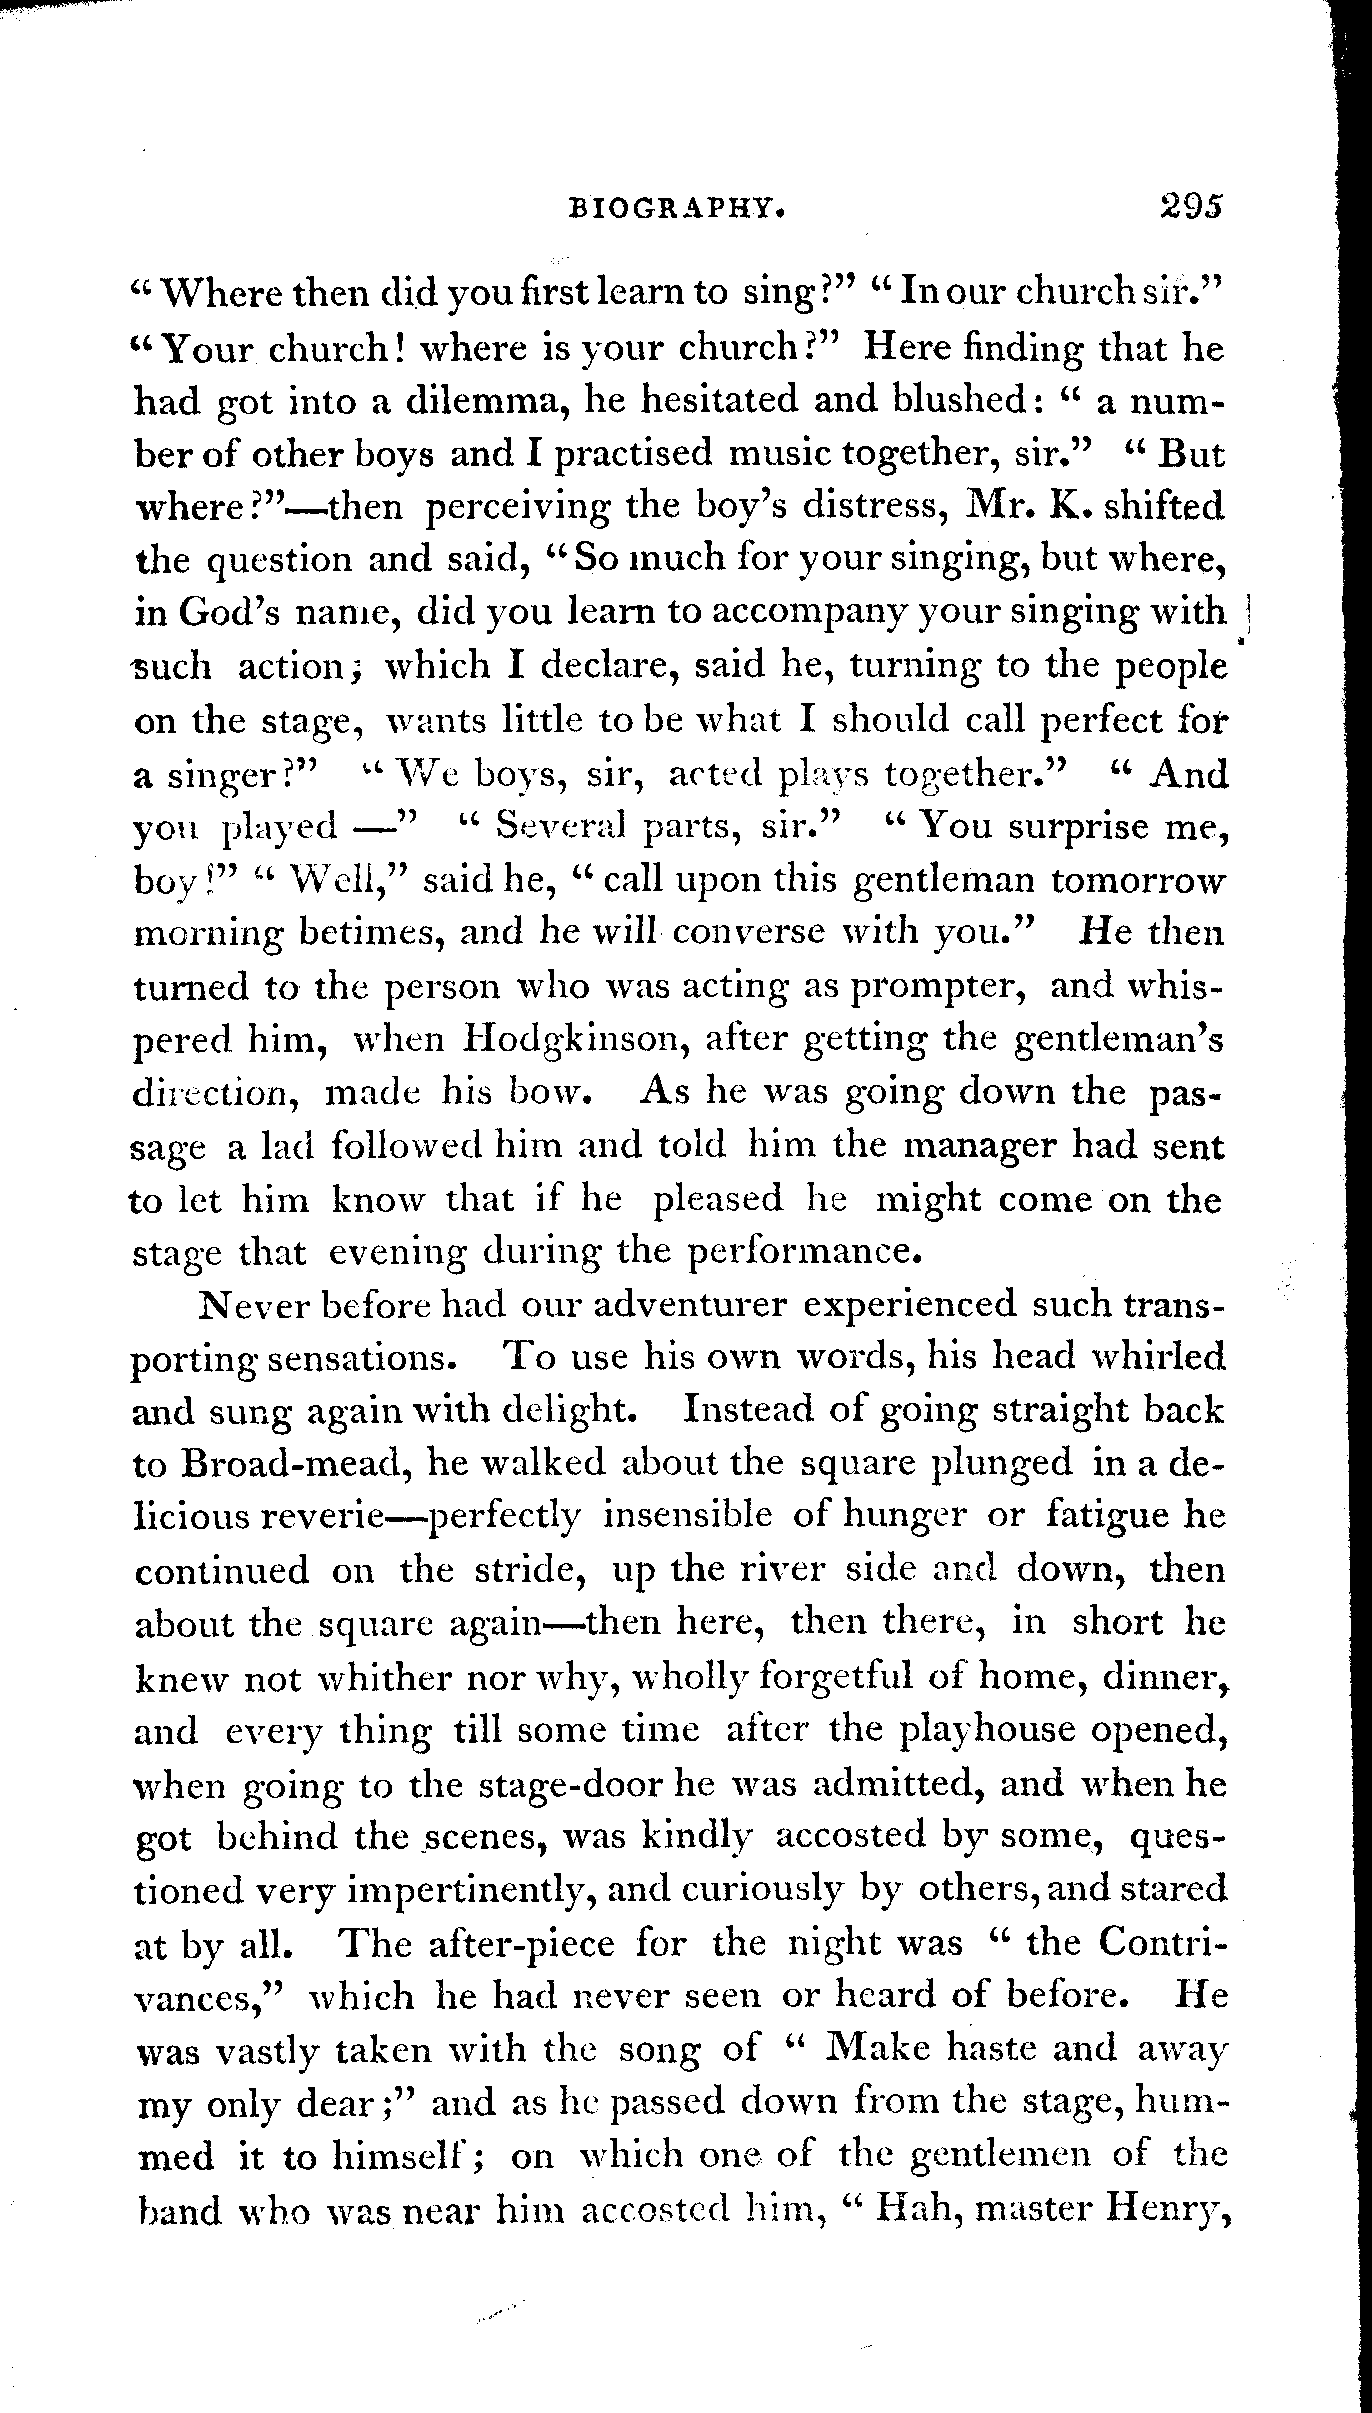 BIOGRAPHY. 295
"Where then did you first learn to sing?" "In our church sir."
"Your church! where is your church?" Here finding that he
had got into a dilemma, he hesitated and blushed: "a num-
ber of other boys and I practised music together, sir." "But
where?"—then perceiving the boy's distress, Mr. K. shifted
the question and said, "So much for your singing, but where,
in God's name, did you learn to accompany your singing with
such action; which I declare, said he, turning to the people
on the stage, wants little to be what I should call perfect for
a singer?" "We boys, sir, acted plays together." "And
you played —" "Several parts, sir." "You surprise me,
boy!" "Well," said he, "call upon this gentleman tomorrow
morning betimes, and he will converse with you." He then
turned to the person who was acting as prompter, and whis-
pered him, when Hodgkinson, after getting the gentleman's
direction, made his bow. As he was going down the pas-
sage a lad followed him and told him the manager had sent
to let him know that if he pleased he might come on the
stage that evening during the performance.
Never before had our adventurer experienced such trans-
porting sensations. To use his own words, his head whirled
and sung again with delight. Instead of going straight back
to Broad-mead, he walked about the square plunged in a de-
licious reverie—perfectly insensible of hunger or fatigue he
continued on the stride, up the river side and down, then
about the square again—then here, then there, in short he
knew not whither nor why, wholly forgetful of home, dinner,
and every thing till some time after the playhouse opened,
when going to the stage-door he was admitted, and when he
got behind the scenes, was kindly accosted by some, ques-
tioned very impertinently, and curiously by others, and stared
at by all. The after-piece for the night was "the Contri-
vances," which he had never seen or heard of before. He
was vastly taken with the song of "Make haste and away
my only dear;" and as he passed down from the stage, hum-
med it to himself; on which one of the gentlemen of the
band who was near him accosted him, "Hah, master Henry,